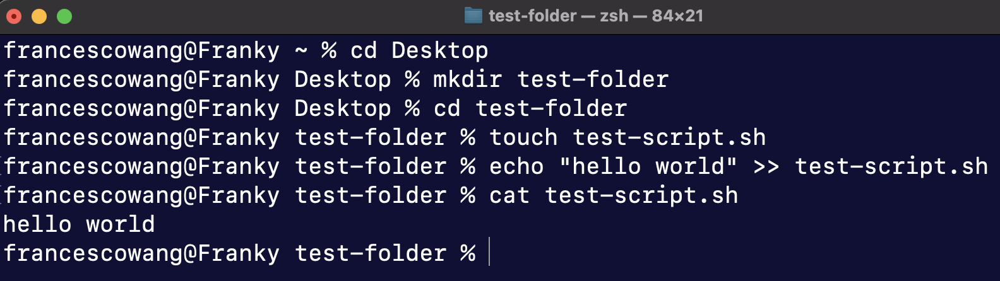 test-folder — zsh — 84×21
francescowang@Franky ~ % cd Desktop
francescowang@Franky Desktop % mkdir test-folder
francescowang@Franky Desktop % cd test-folder
francescowang@Franky test-folder % touch test-script.sh
francescowang@Franky test-folder % echo "hello world" >> test-script.sh
francescowang@Franky test-folder % cat test-script.sh
hello world
francescowang@Franky test-folder %